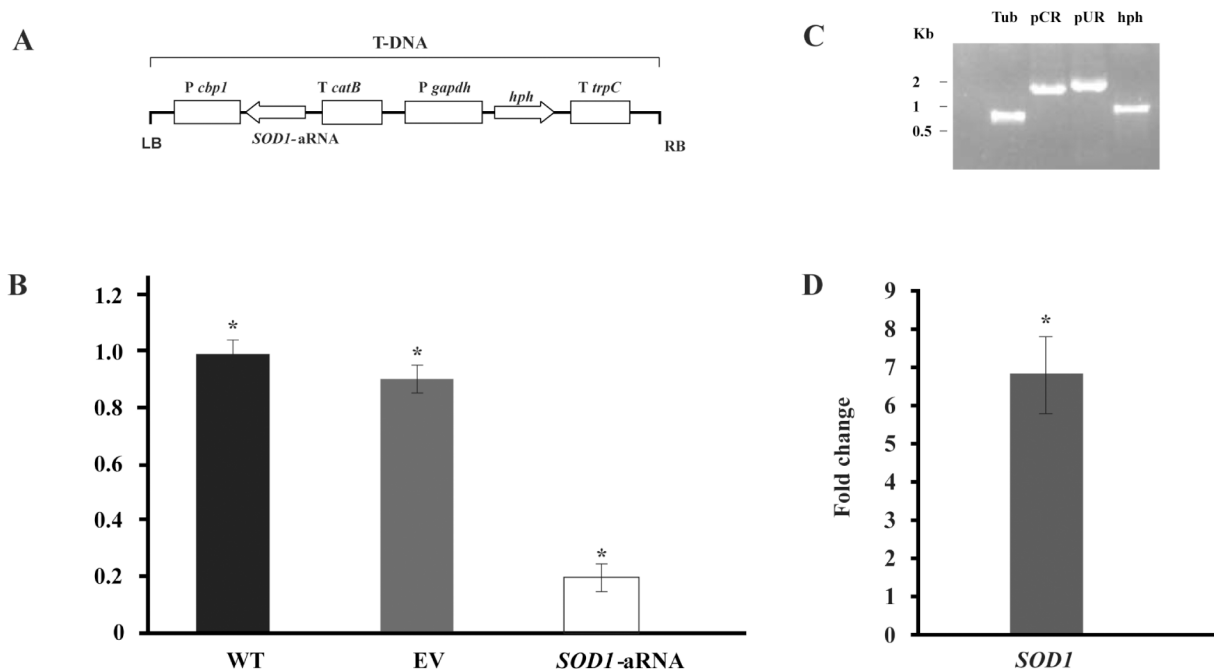 A
T-DNA
P cbp1
T catB
P gapdh
hph
T trpC
SOD1-aRNA
LB
RB
C
Tub pCR pUR hph
Kb
2
1
0.5
B
1.2
1.0
0.8
0.6
0.4
0.2
0
*
*
*
WT
EV
SOD1-aRNA
D
Fold change
9
8
7
6
5
4
3
2
1
0
*
SOD1